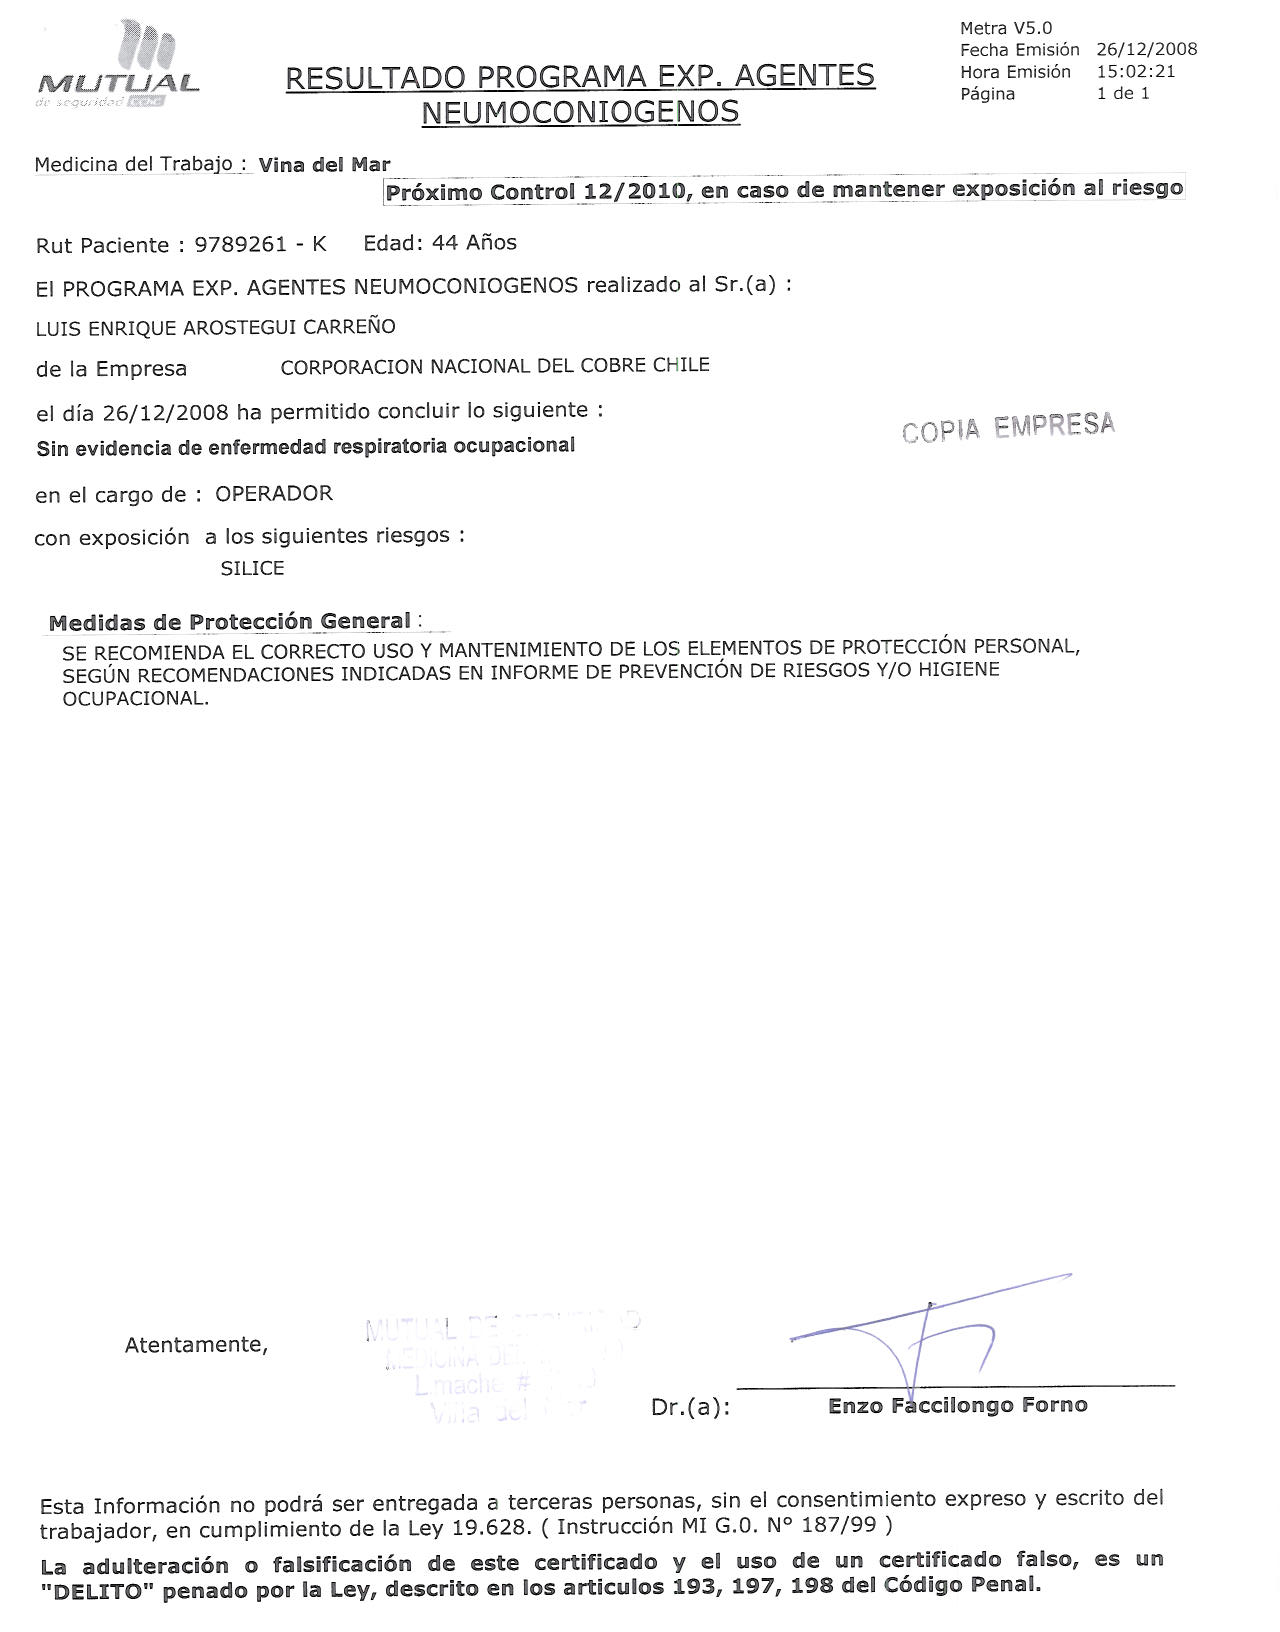 MUTUAL
de seguridad CChC
RESULTADO PROGRAMA EXP. AGENTES
NEUMOCONIOGENOS
Metra V5.0
Fecha Emisión 26/12/2008
Hora Emisión 15:02:21
Página 1 de 1
Medicina del Trabajo : Vina del Mar
Próximo Control 12/2010, en caso de mantener exposición al riesgo
Rut Paciente : 9789261 - K Edad: 44 Años
El PROGRAMA EXP. AGENTES NEUMOCONIOGENOS realizado al Sr.(a) :
LUIS ENRIQUE AROSTEGUI CARREÑO
de la Empresa CORPORACION NACIONAL DEL COBRE CHILE
el día 26/12/2008 ha permitido concluir lo siguiente :
COPIA EMPRESA
Sin evidencia de enfermedad respiratoria ocupacional
en el cargo de : OPERADOR
con exposición a los siguientes riesgos :
SILICE
Medidas de Protección General :
SE RECOMIENDA EL CORRECTO USO Y MANTENIMIENTO DE LOS ELEMENTOS DE PROTECCIÓN PERSONAL,
SEGÚN RECOMENDACIONES INDICADAS EN INFORME DE PREVENCIÓN DE RIESGOS Y/O HIGIENE
OCUPACIONAL.
Atentamente,
MUTUAL DE
MEDICINA DEL
Dr.(a): Enzo Faccilongo Forno
Esta Información no podrá ser entregada a terceras personas, sin el consentimiento expreso y escrito del
trabajador, en cumplimiento de la Ley 19.628. ( Instrucción MI G.O. Nº 187/99 )
La adulteración o falsificación de este certificado y el uso de un certificado falso, es un
"DELITO" penado por la Ley, descrito en los articulos 193, 197, 198 del Código Penal.